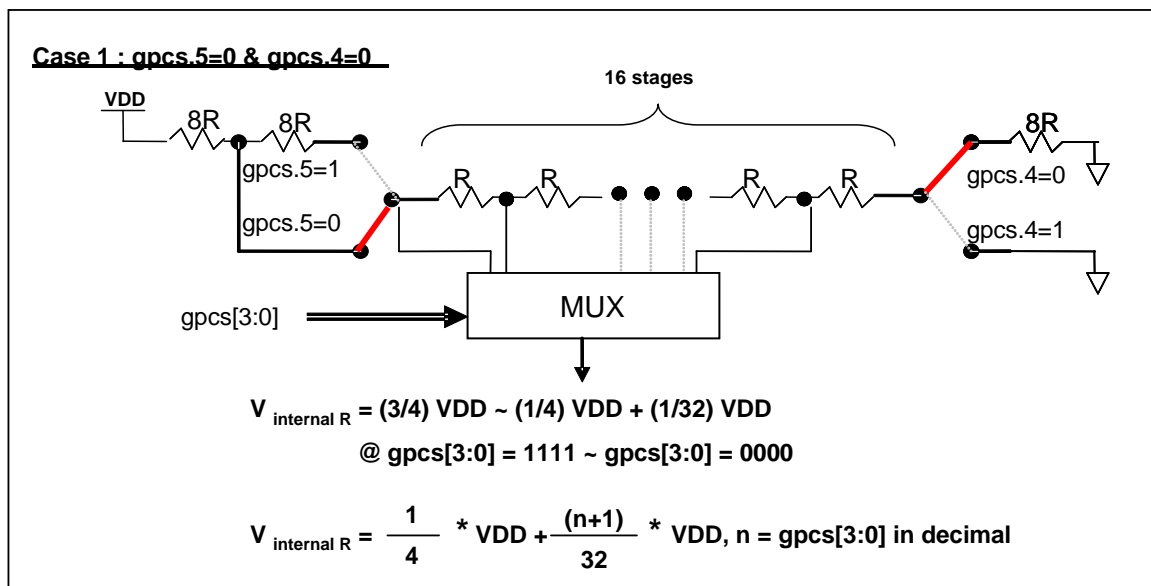 Case 1 : gpcs.5=0 & gpcs.4=0
16 stages
VDD
8R
8R
8R
gpcs.5=1
R
R
R
R
gpcs.4=0
gpcs.5=0
gpcs.4=1
MUX
gpcs[3:0]
V internal R = (3/4) VDD ~ (1/4) VDD + (1/32) VDD
@ gpcs[3:0] = 1111 ~ gpcs[3:0] = 0000
V internal R = 1/4 * VDD + (n+1)/32 * VDD, n = gpcs[3:0] in decimal